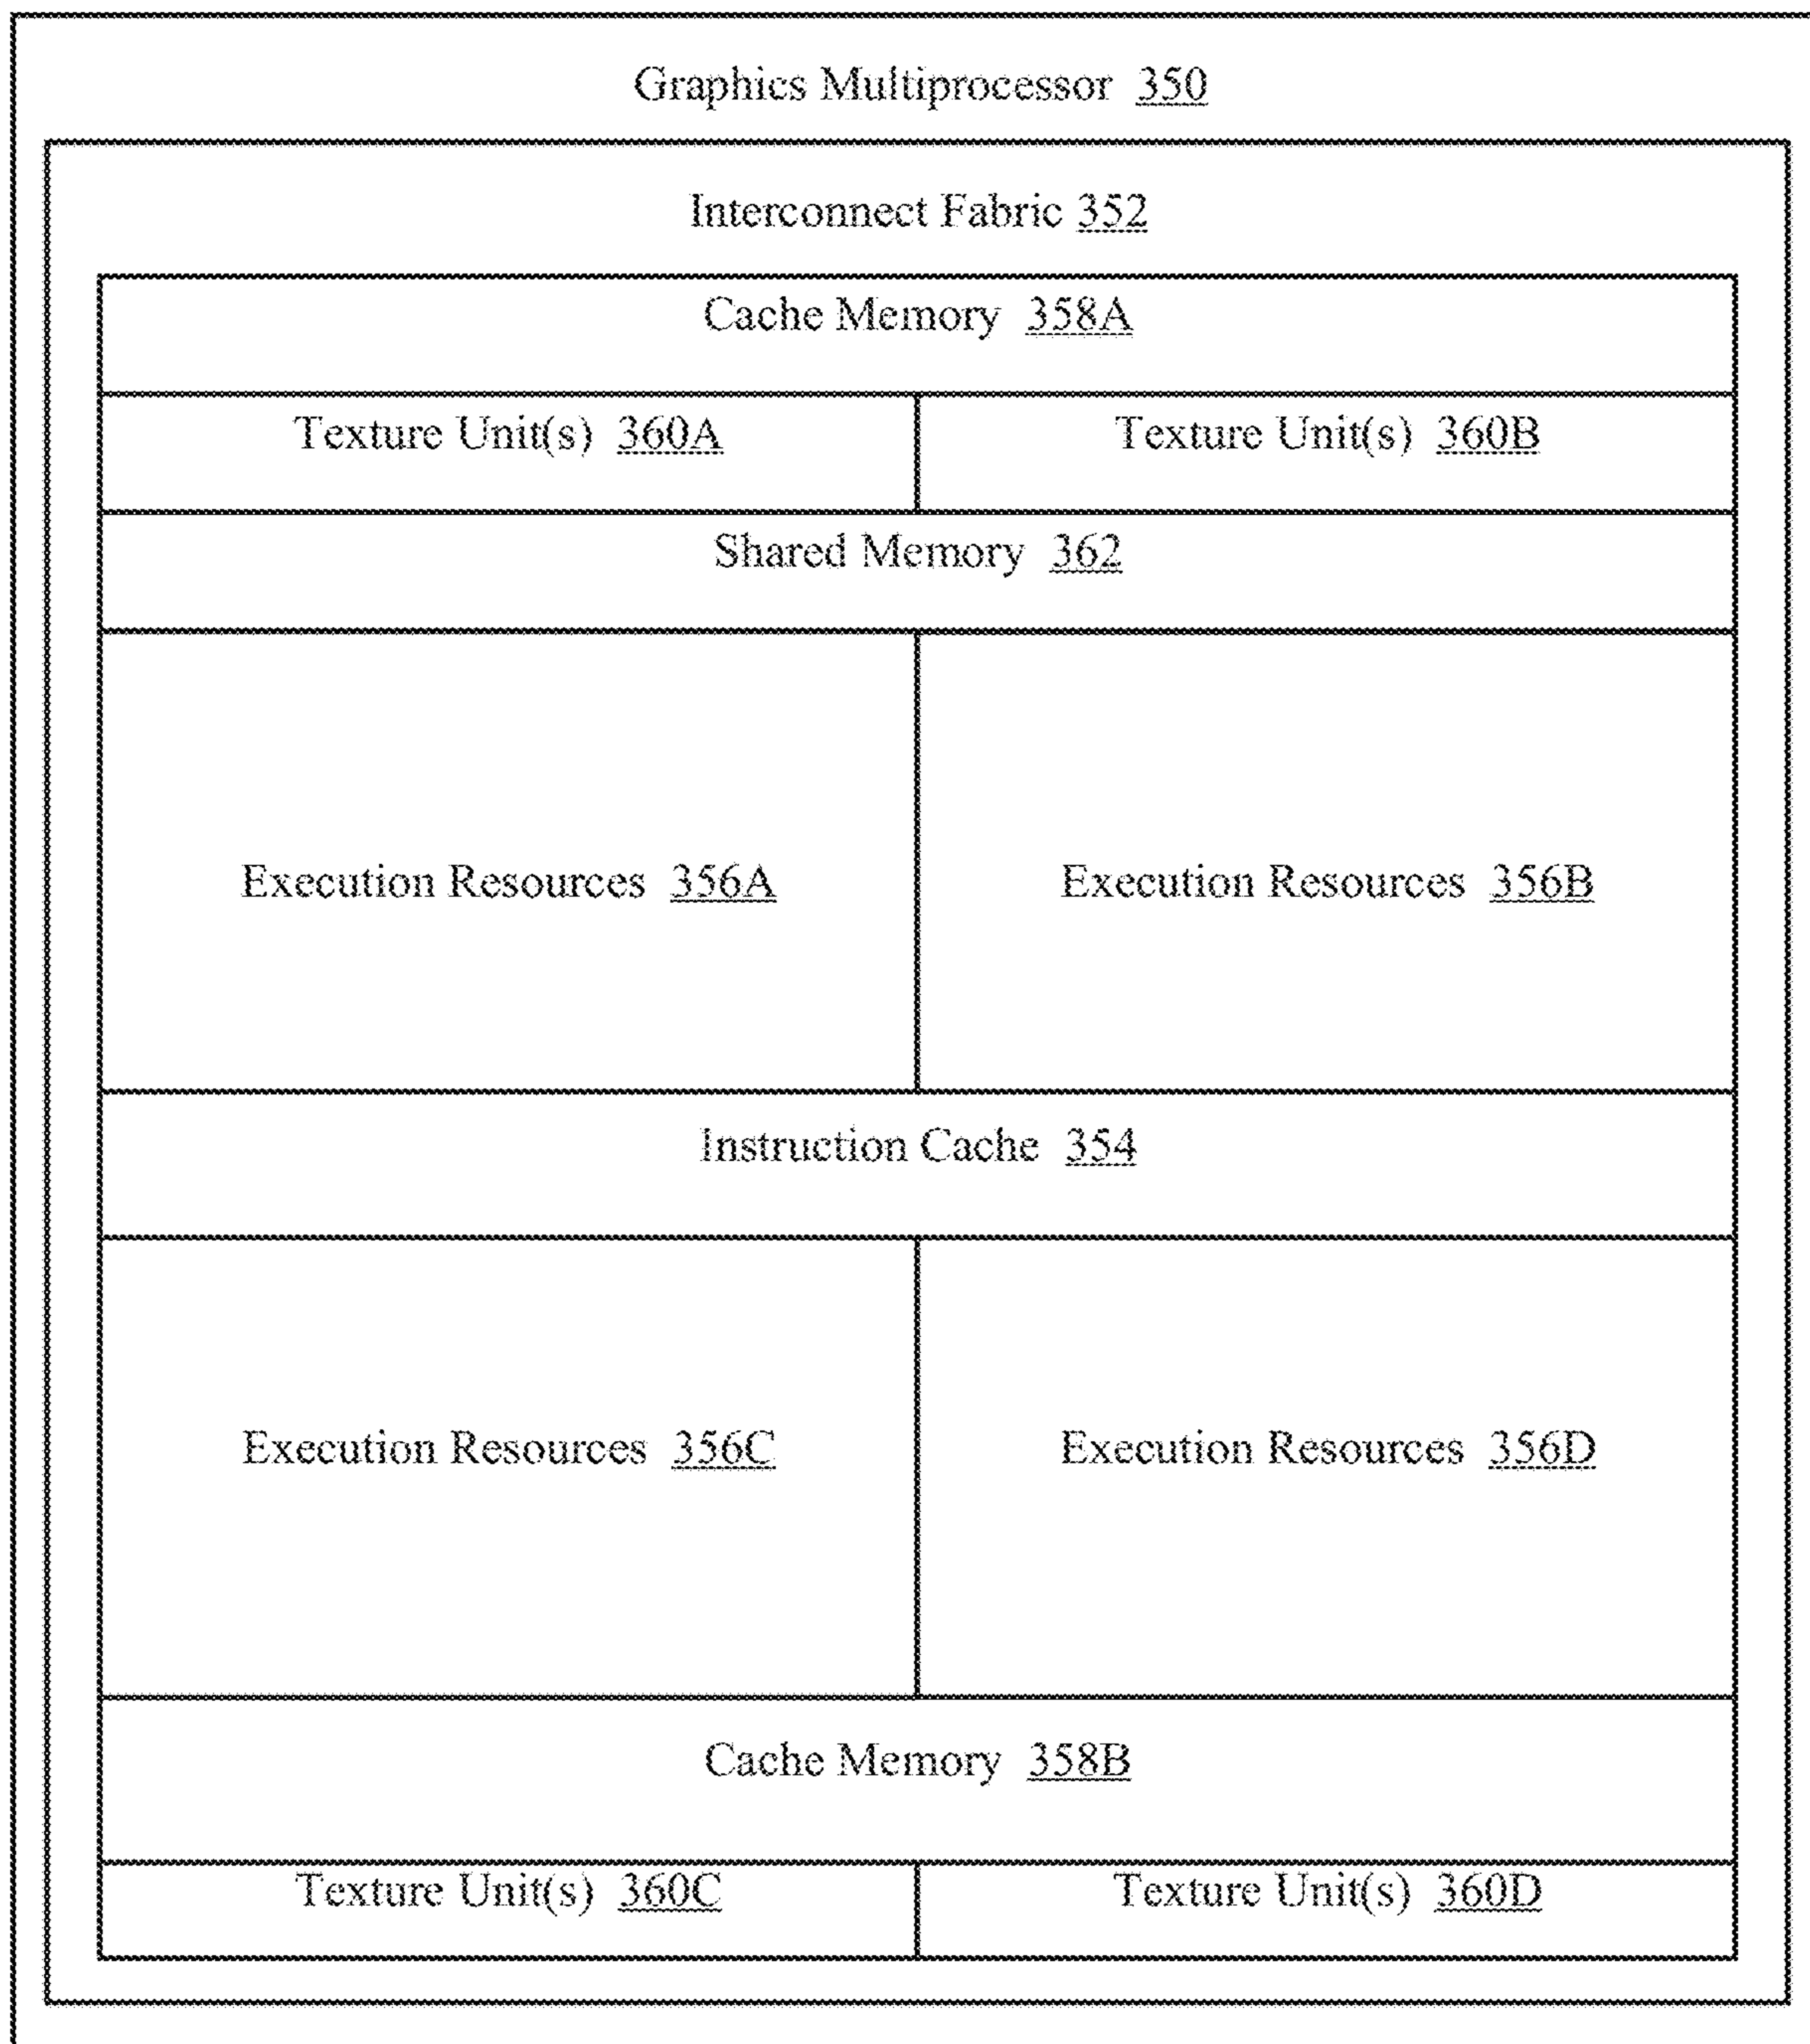 Graphics Multiprocessor 350
Interconnect Fabric 352
Cache Memory 358A
Texture Unit(s) 360A
Texture Unit(s) 360B
Shared Memory 362
Execution Resources 356A
Execution Resources 356B
Instruction Cache 354
Execution Resources 356C
Execution Resources 356D
Cache Memory 358B
Texture Unit(s) 360C
Texture Unit(s) 360D